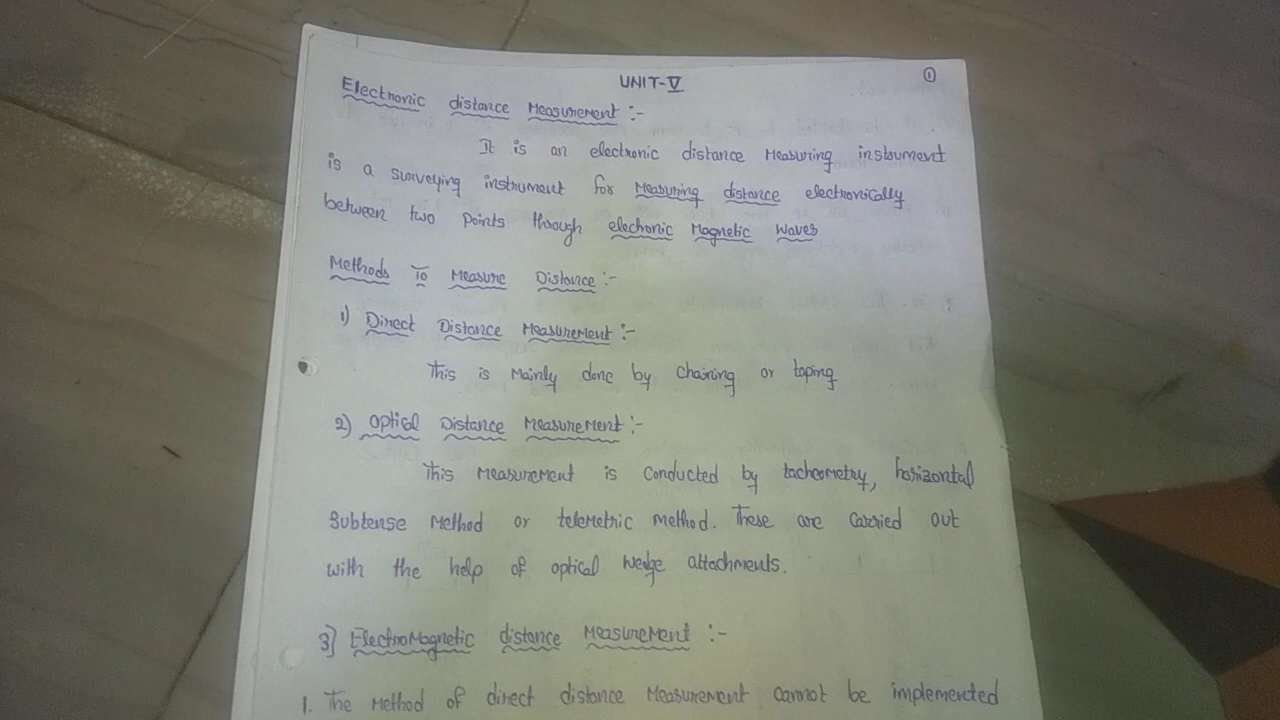 UNIT-V
①
Electronic distance Measurement :-
It is an electronic distance Measuring instrument
is a surveying instrument for Measuring distance electronically
between two points through electronic Magnetic Waves
Methods To Measure Distance :-
1) Direct Distance Measurement :-
This is Mainly done by chaining or taping
2) Optical Distance Measurement :-
This Measurement is conducted by tacheometry, horizontal
Subtense Method or telemetric method. These are carried out
with the help of optical wedge attachments.
3) ElectroMagnetic distance Measurement :-
1. The Method of direct distance Measurement cannot be implemented